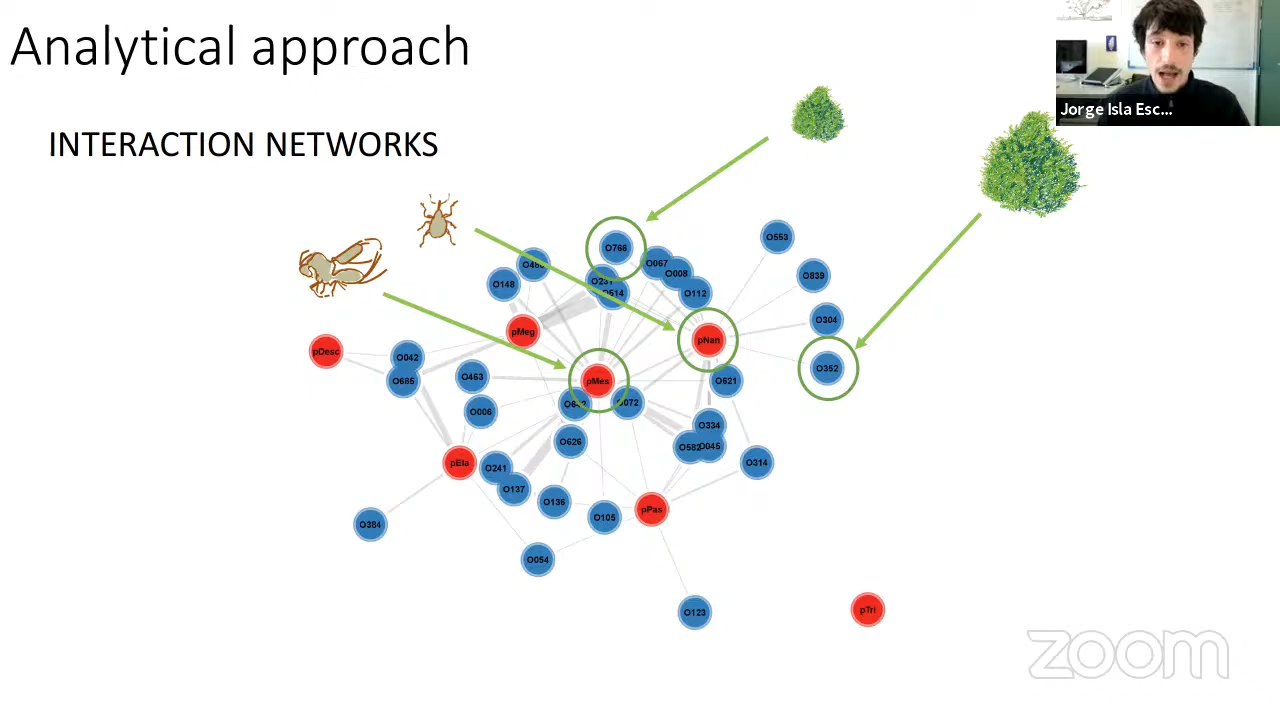 Analytical approach
Jorge Isla Esc...
INTERACTION NETWORKS
O766
O553
O067
O008
O839
O148
O514
O112
O304
pMeg
pNan
pDesc
O042
O352
O685
O463
pMes
O621
O072
O006
O334
O626
O582
O045
pEla
O241
O314
O137
O136
pPas
O105
O384
O054
O123
pTri
zoom